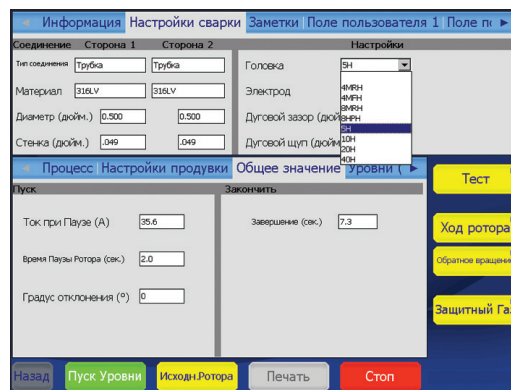 Информация Настройки сварки Заметки Поле пользователя 1 Поле п
Соединение Сторона 1 Сторона 2 Настройки
Тип соединения Трубка Трубка Головка 5H
Материал 316LV 316LV Электрод
4MRH
4MFH
Диаметр (дюйм.) 0.500 0.500 Дуговой зазор (дюй
8MRH
8HPH
5H
10H
Стенка (дюйм.) .049 .049 Дуговой щуп (дюйм
20H
40H
Процесс Настройки продувки Общее значение Уровни (
Пуск Закончить
Ток при Паузе (А) 35.6 Завершение (сек.) 7.3
Время Паузы Ротора (сек.) 2.0
Градус отклонения (°) 0
Тест
Ход ротора
Обратное вращени
Защитный Га
Назад Пуск Уровни Исходн.Ротора Печать Стоп